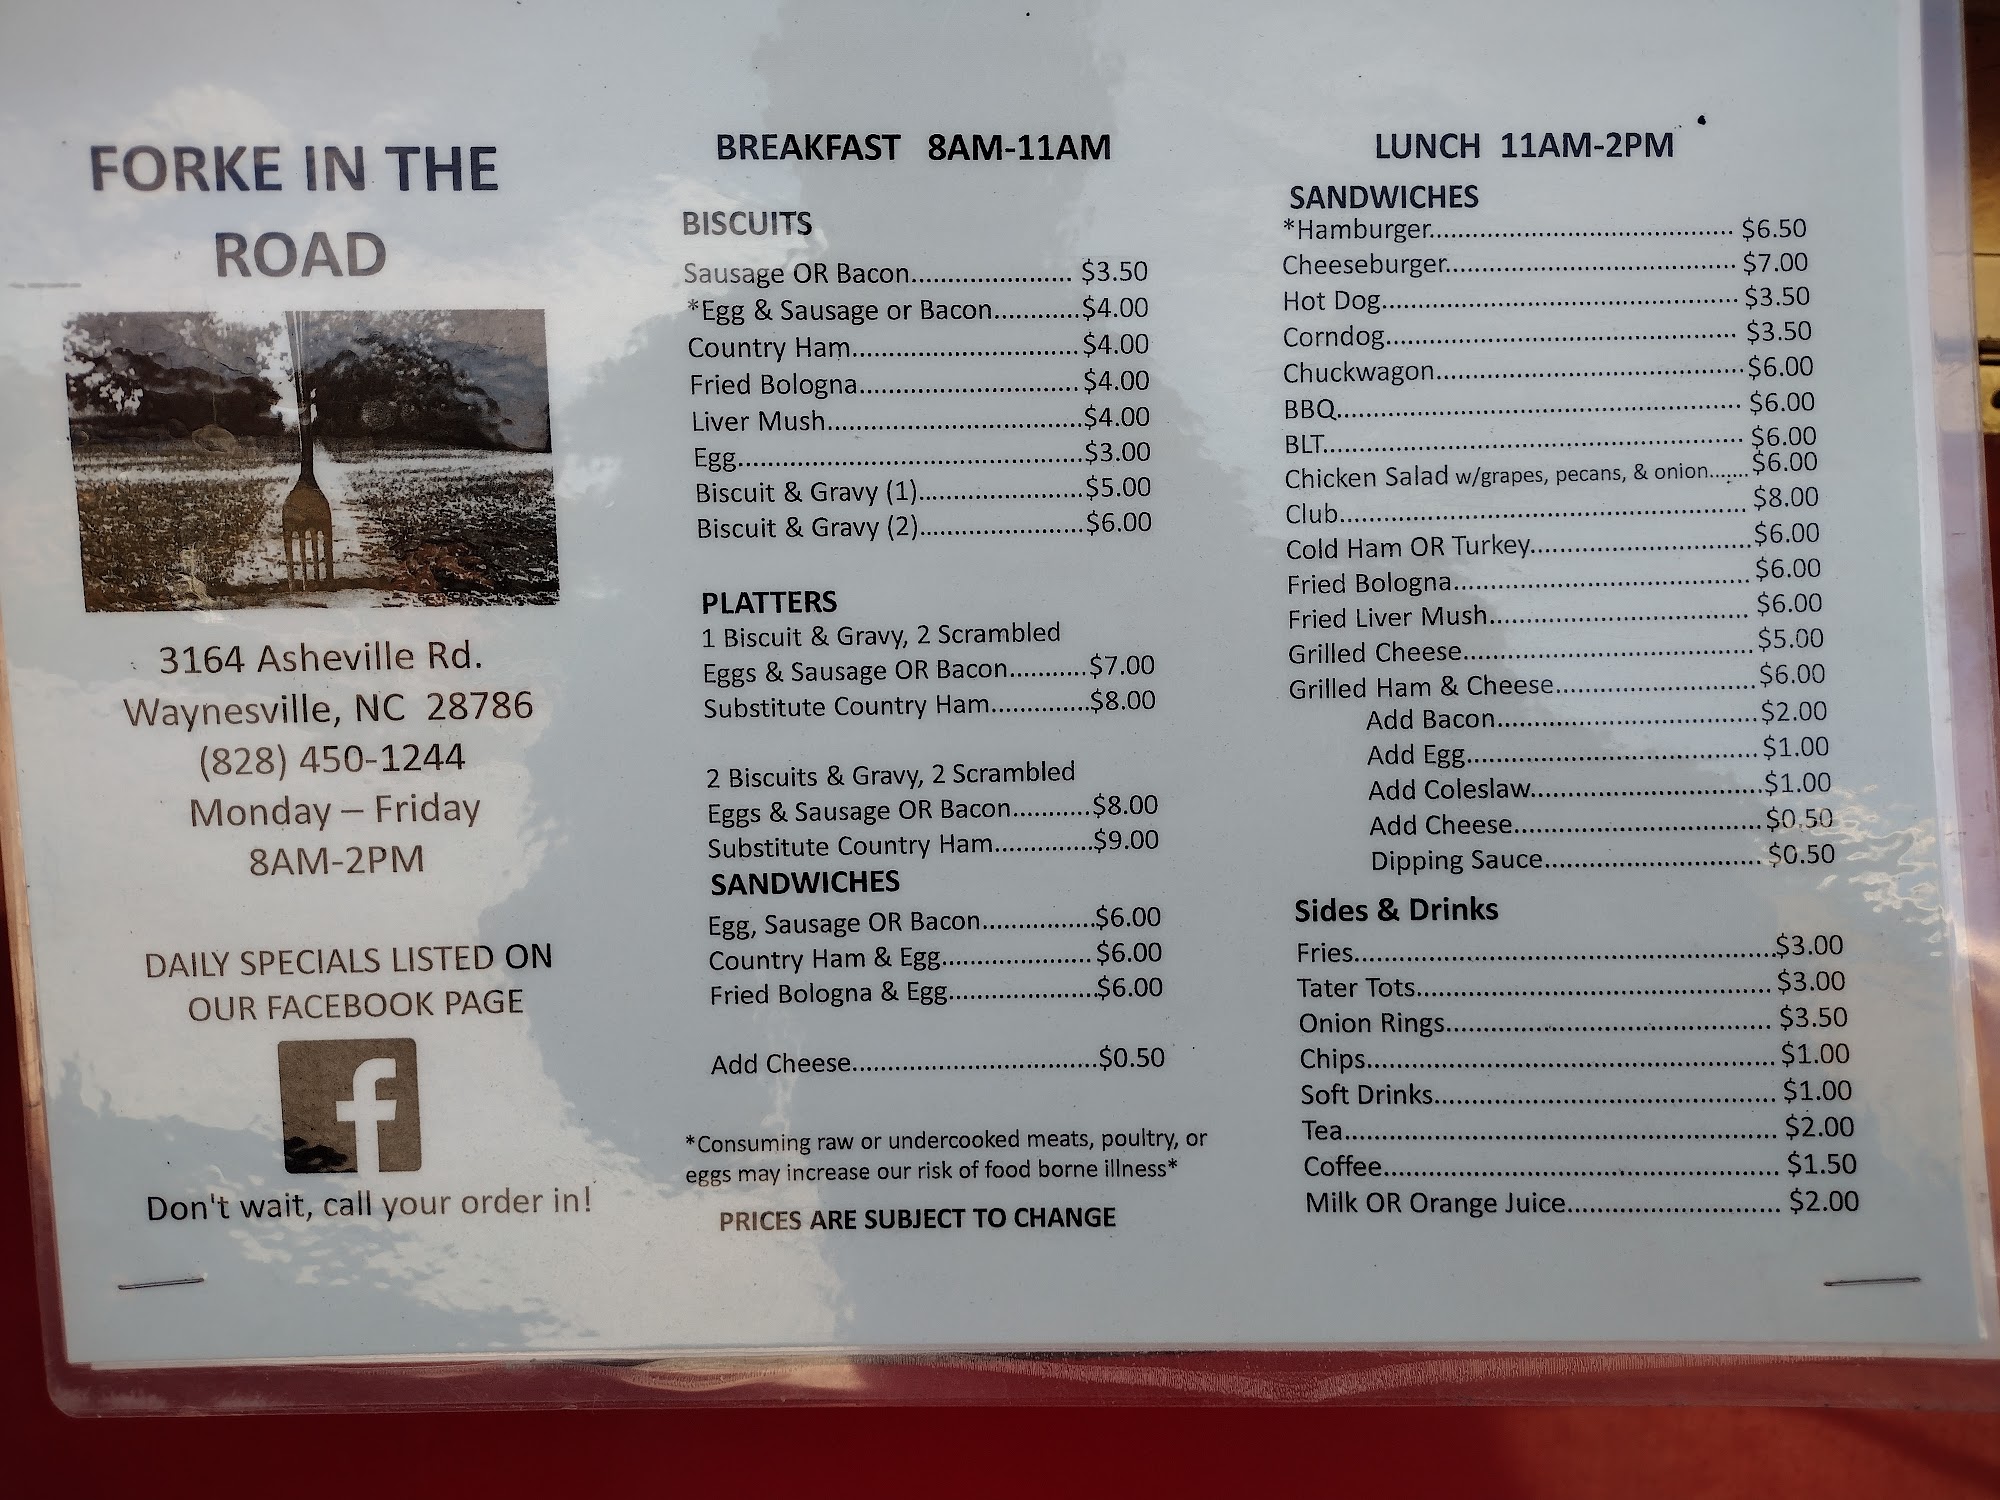 FORKE IN THE
ROAD
3164 Asheville Rd.
Waynesville, NC 28786
(828) 450-1244
Monday – Friday
8AM-2PM
DAILY SPECIALS LISTED ON
OUR FACEBOOK PAGE
f
Don't wait, call your order in!
BREAKFAST 8AM-11AM
BISCUITS
Sausage OR Bacon...................... $3.50
*Egg & Sausage or Bacon............$4.00
Country Ham...............................$4.00
Fried Bologna..............................$4.00
Liver Mush...................................$4.00
Egg...............................................$3.00
Biscuit & Gravy (1).......................$5.00
Biscuit & Gravy (2).......................$6.00
PLATTERS
1 Biscuit & Gravy, 2 Scrambled
Eggs & Sausage OR Bacon...........$7.00
Substitute Country Ham..............$8.00
2 Biscuits & Gravy, 2 Scrambled
Eggs & Sausage OR Bacon...........$8.00
Substitute Country Ham..............$9.00
SANDWICHES
Egg, Sausage OR Bacon................$6.00
Country Ham & Egg.....................$6.00
Fried Bologna & Egg.....................$6.00
Add Cheese..................................$0.50
*Consuming raw or undercooked meats, poultry, or
eggs may increase our risk of food borne illness*
PRICES ARE SUBJECT TO CHANGE
LUNCH 11AM-2PM
SANDWICHES
*Hamburger.......................................... $6.50
Cheeseburger........................................ $7.00
Hot Dog................................................. $3.50
Corndog................................................ $3.50
Chuckwagon...........................................$6.00
BBQ........................................................ $6.00
BLT.......................................................... $6.00
Chicken Salad w/grapes, pecans, & onion......$6.00
Club........................................................ $8.00
Cold Ham OR Turkey...............................$6.00
Fried Bologna......................................... $6.00
Fried Liver Mush.................................... $6.00
Grilled Cheese........................................$5.00
Grilled Ham & Cheese............................$6.00
Add Bacon....................................$2.00
Add Egg........................................$1.00
Add Coleslaw................................$1.00
Add Cheese..................................$0.50
Dipping Sauce.............................. $0.50
Sides & Drinks
Fries..........................................................$3.00
Tater Tots................................................. $3.00
Onion Rings............................................. $3.50
Chips........................................................ $1.00
Soft Drinks............................................... $1.00
Tea............................................................ $2.00
Coffee....................................................... $1.50
Milk OR Orange Juice.............................. $2.00